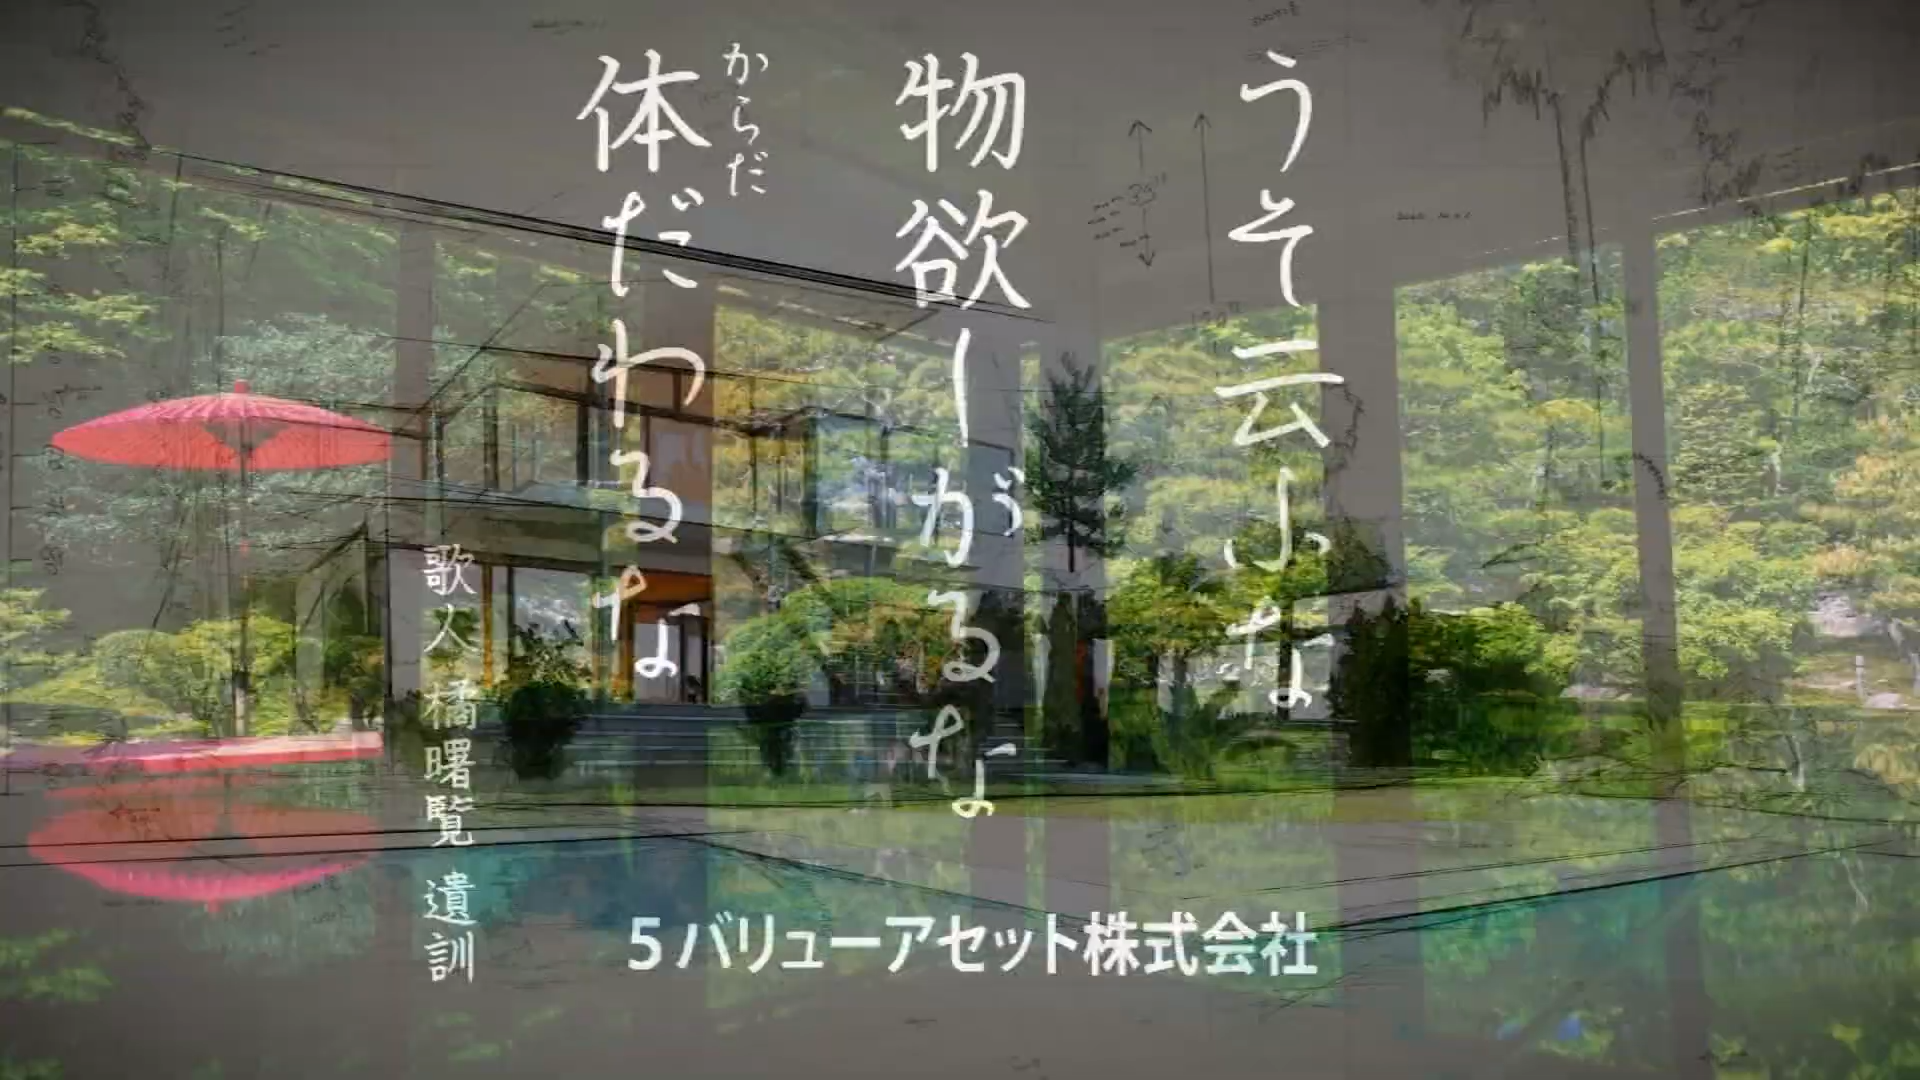 うそ云ふな
物欲しがるな
からだ
体だわるな
歌人 橘曙覧 遺訓
5バリューアセット株式会社